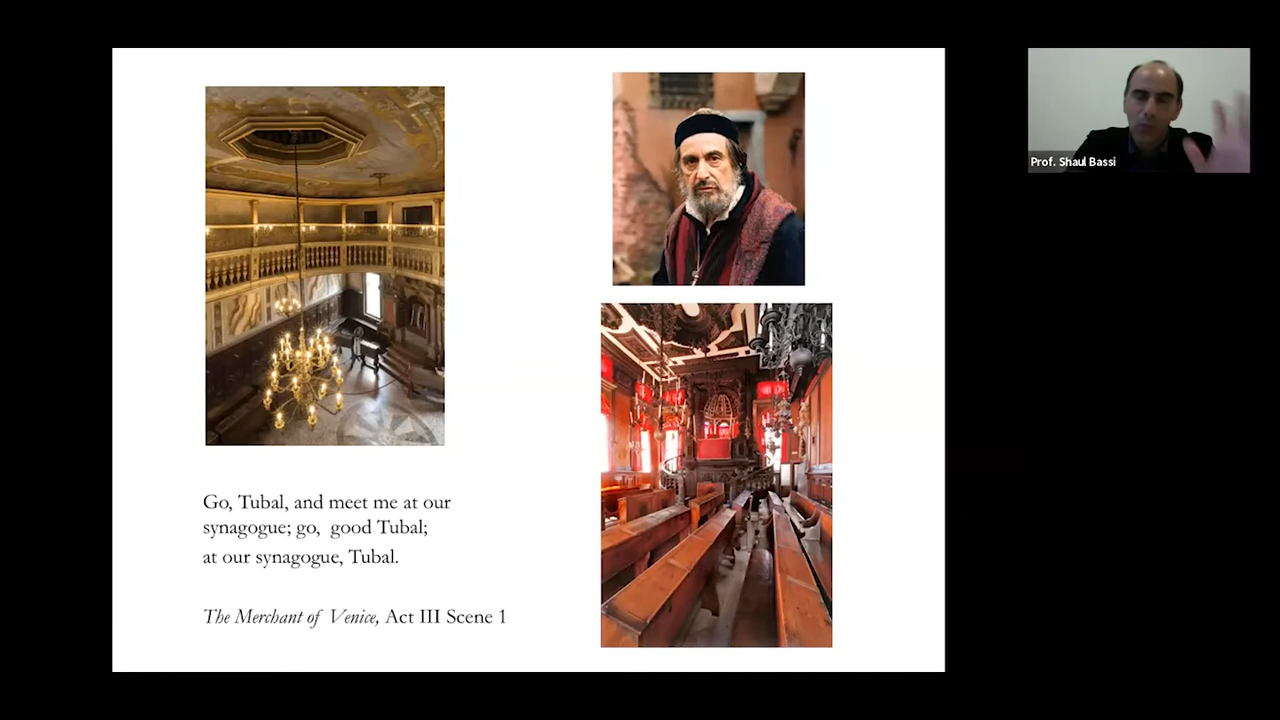 Go, Tubal, and meet me at our
synagogue; go, good Tubal;
at our synagogue, Tubal.
The Merchant of Venice, Act III Scene 1
Prof. Shaul Bassi